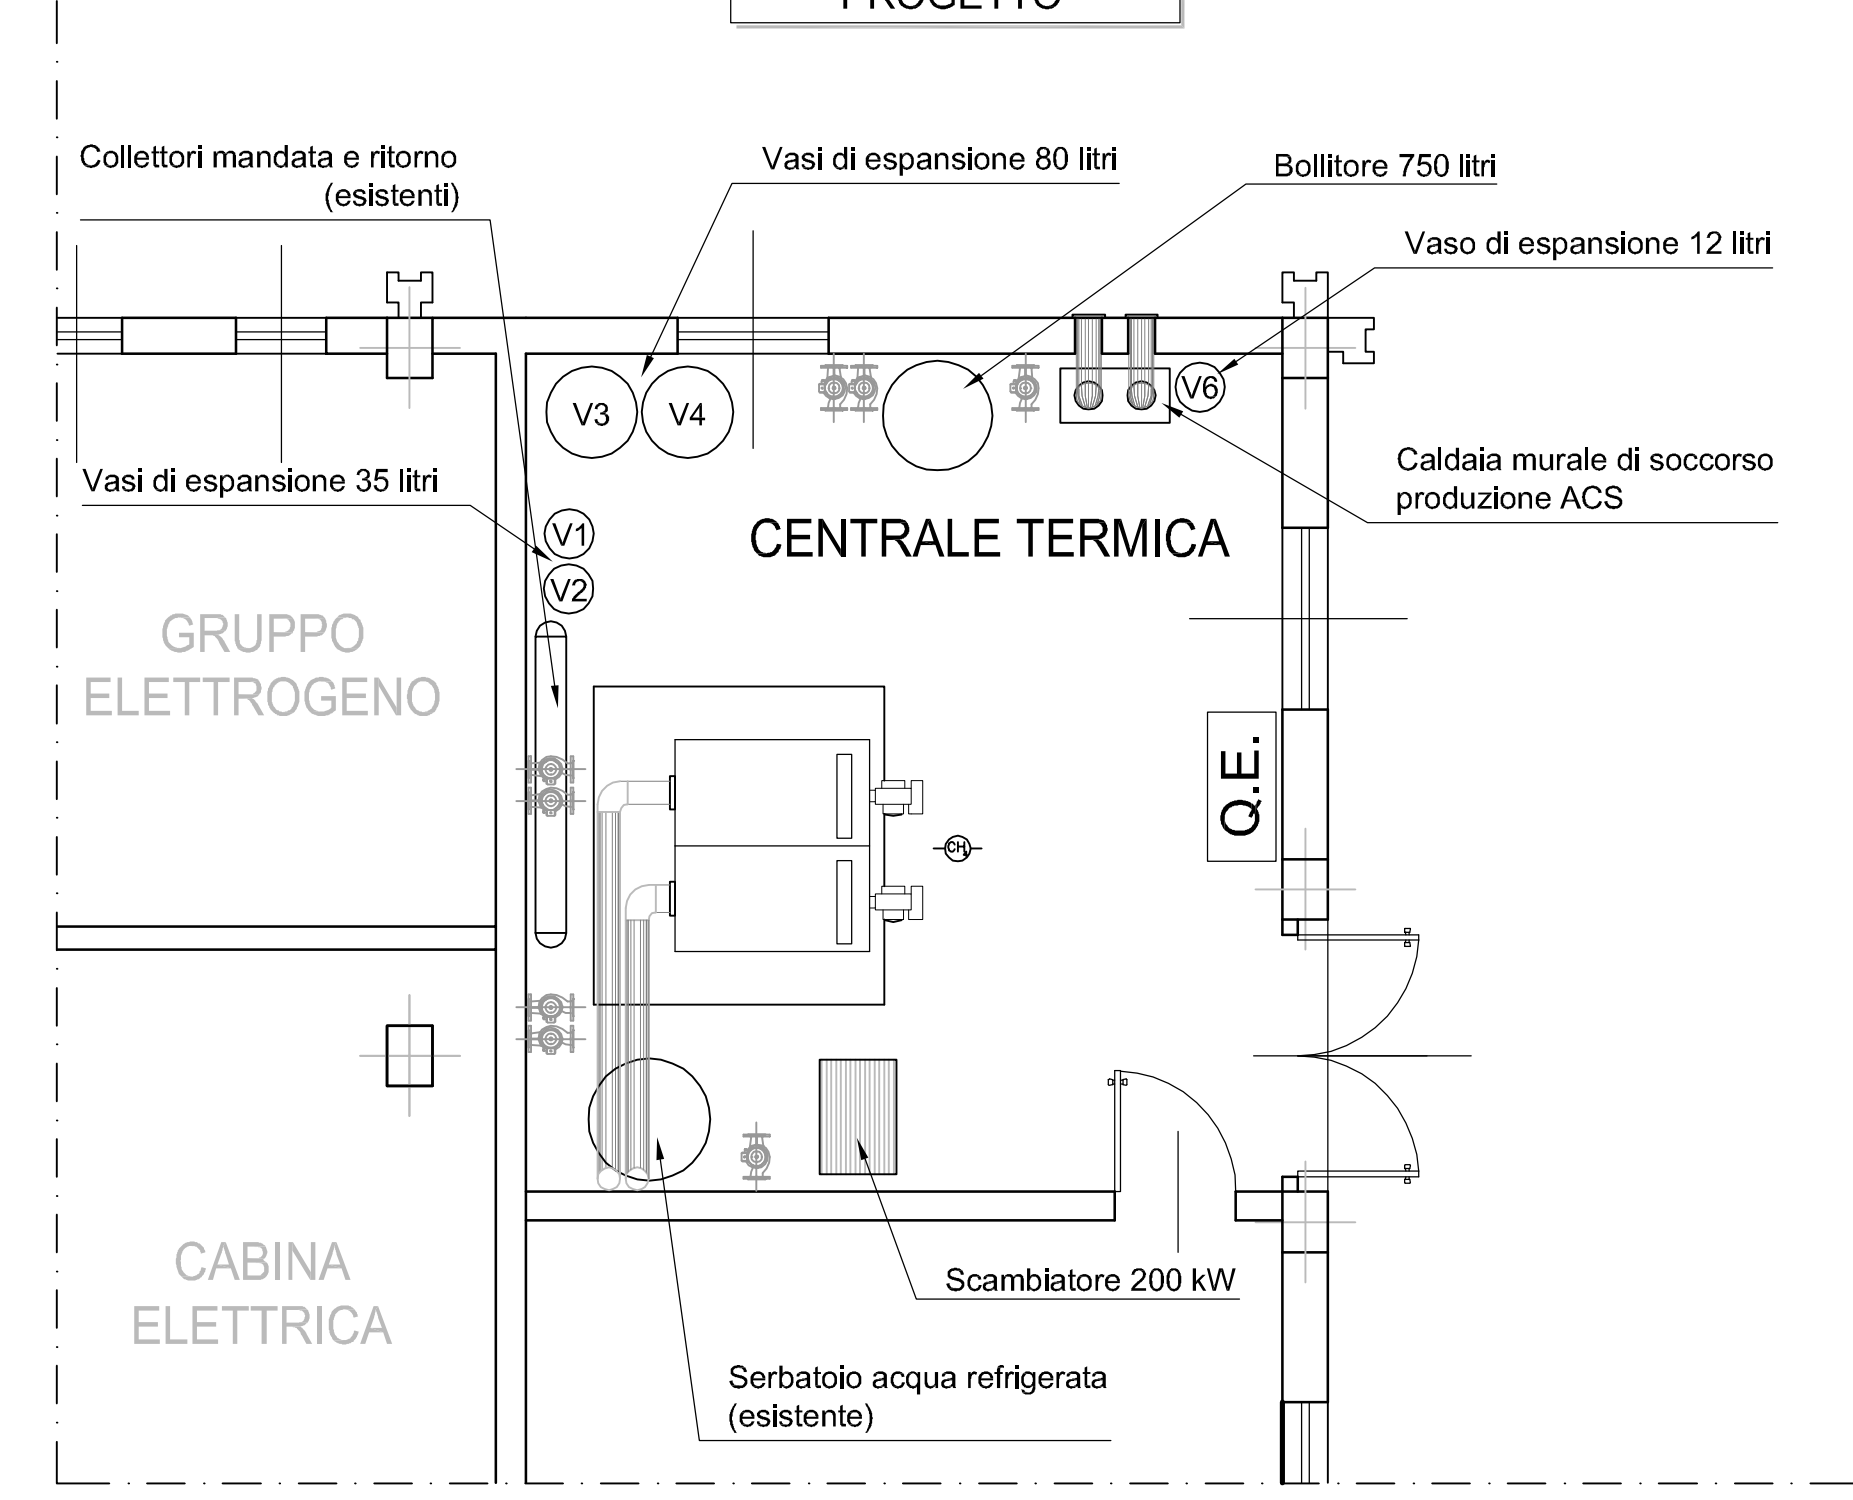 PROGETTO
Collettori mandata e ritorno
(esistenti)
Vasi di espansione 80 litri
Bollitore 750 litri
Vaso di espansione 12 litri
V3
V4
V6
Vasi di espansione 35 litri
Caldaia murale di soccorso
produzione ACS
V1
V2
CENTRALE TERMICA
GRUPPO
ELETTROGENO
Q.E.
CH4
CABINA
ELETTRICA
Scambiatore 200 kW
Serbatoio acqua refrigerata
(esistente)